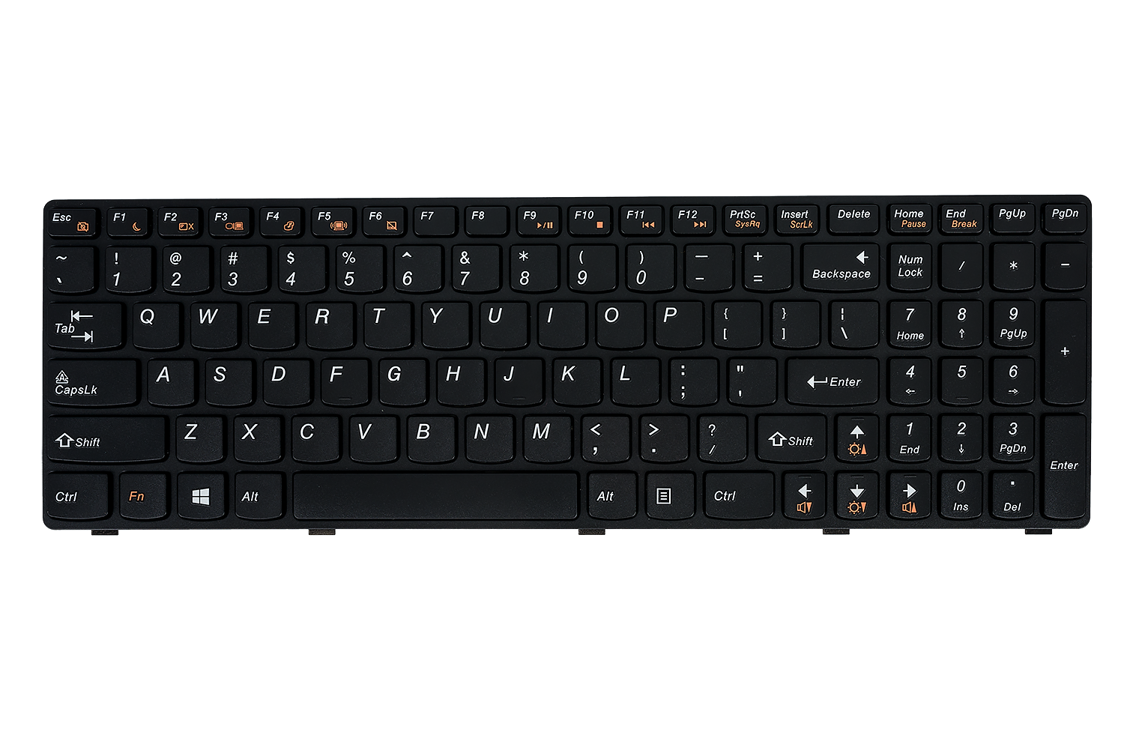 Esc F1 F2 F3 F4 F5 F6 F7 F8 F9 F10 F11 F12 PrtSc Insert Delete Home End PgUp PgDn
SysRq ScrLk Pause Break
~ ! @ # $ % ^ & * ( ) — + Backspace Num / * −
` 1 2 3 4 5 6 7 8 9 0 - = Lock
Tab Q W E R T Y U I O P { } ¦ 7 8 9 +
[ ] \ Home ↑ PgUp
CapsLk A S D F G H J K L : " Enter 4 5 6
; , ← →
Shift Z X C V B N M < > ? Shift 1 2 3 Enter
, . / End ↓ PgDn
Ctrl Fn Alt Alt Ctrl 0 .
Ins Del